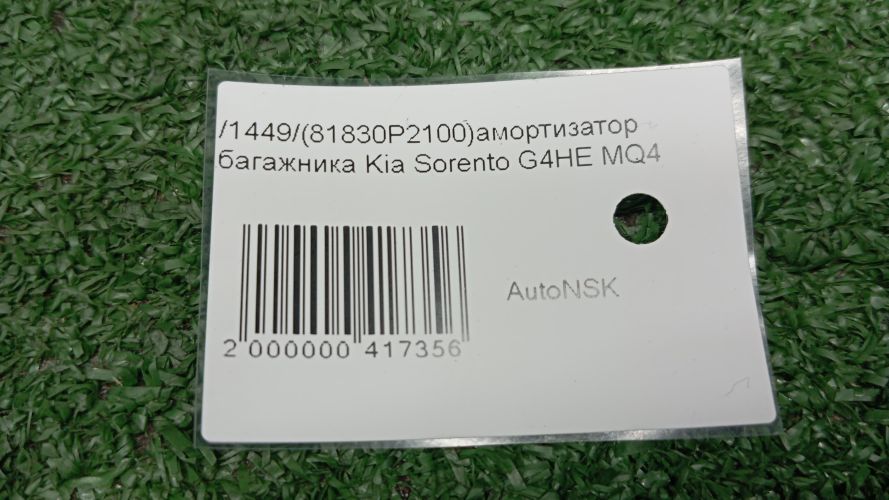 /1449/(81830P2100)амортизатор
багажника Kia Sorento G4HE MQ4
AutoNSK
2 000000 417356